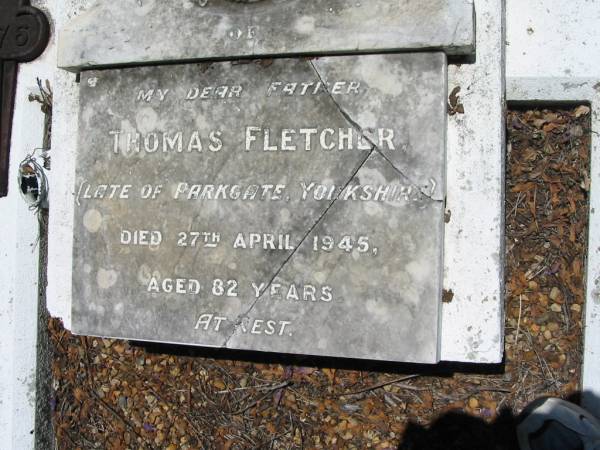 75
OF
MY DEAR FATHER
THOMAS FLETCHER
(LATE OF PARKGATE, YORKSHIRE)
DIED 27TH APRIL 1945,
AGED 82 YEARS
AT REST.